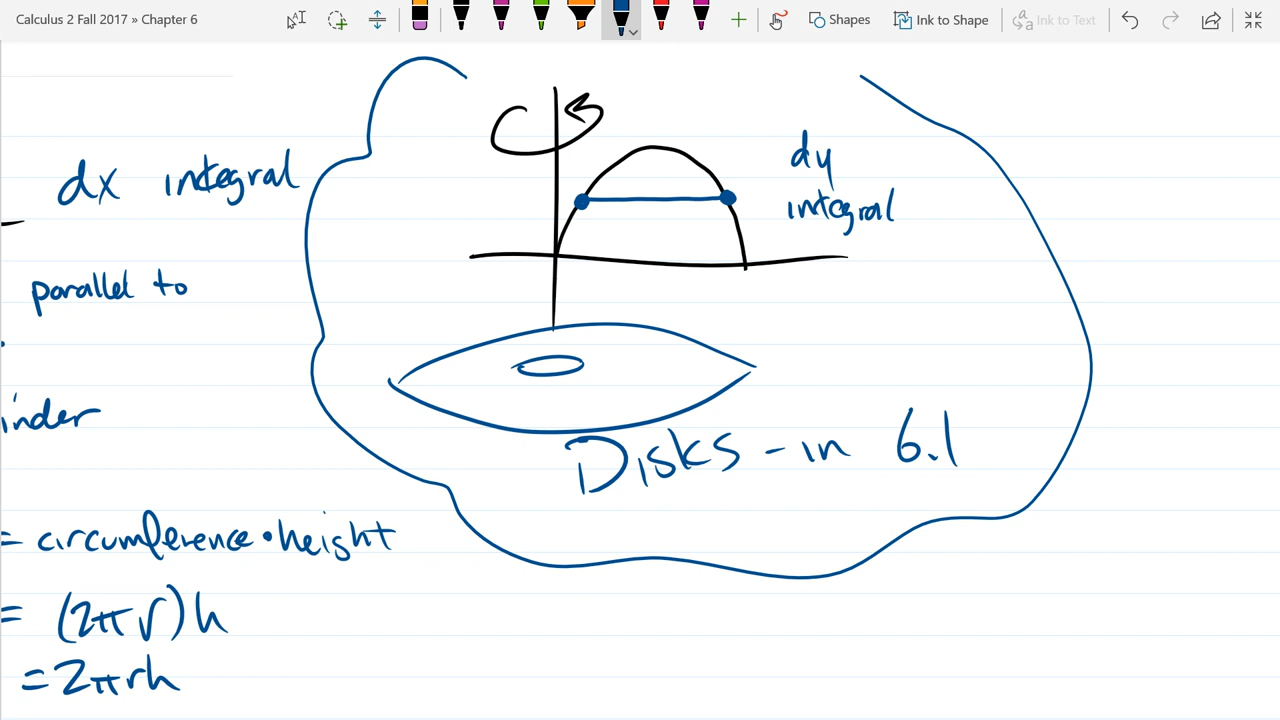 Calculus 2 Fall 2017 » Chapter 6
Shapes
Ink to Shape
Ink to Text
dx integral
parallel to
inder
= circumference • height
= (2πr)h
= 2πrh
dy
integral
Disks - in 6.1